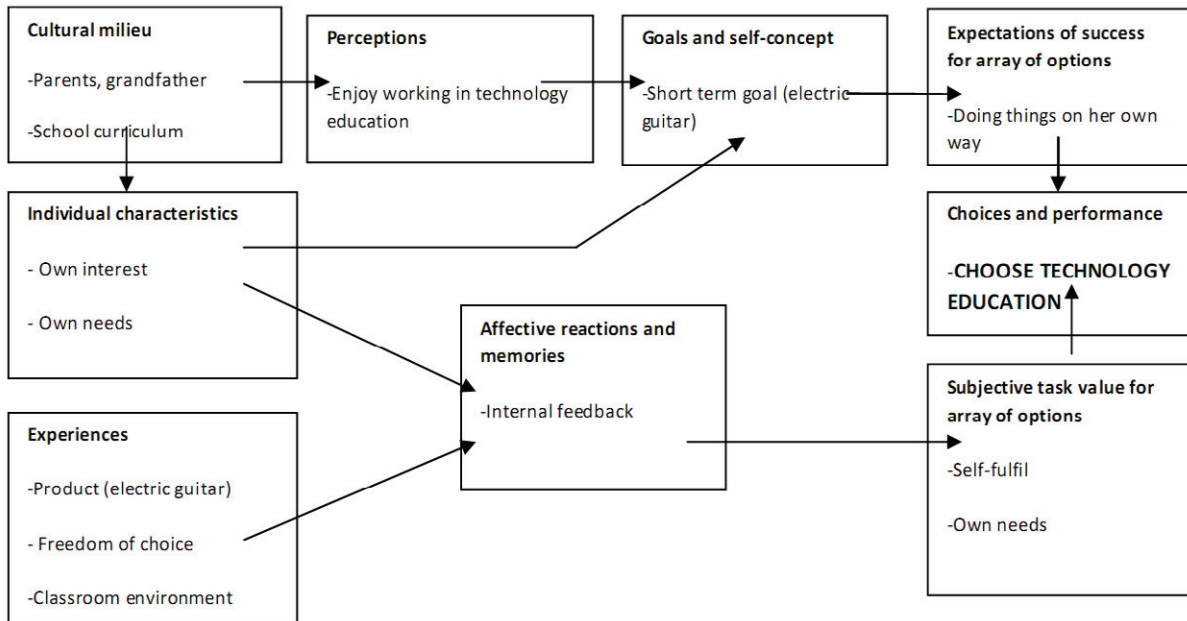 Cultural milieu
-Parents, grandfather
-School curriculum
Perceptions
-Enjoy working in technology
education
Goals and self-concept
-Short term goal (electric
guitar)
Expectations of success
for array of options
-Doing things on her own
way
Individual characteristics
- Own interest
- Own needs
Choices and performance
-CHOOSE TECHNOLOGY
EDUCATION
Affective reactions and
memories
-Internal feedback
Subjective task value for
array of options
-Self-fulfil
-Own needs
Experiences
-Product (electric guitar)
- Freedom of choice
-Classroom environment